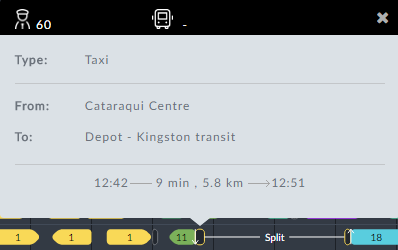 60 -
Type: Taxi
From: Cataraqui Centre
To: Depot - Kingston transit
12:42 9 min , 5.8 km 12:51
1 1 1 11 Split 18